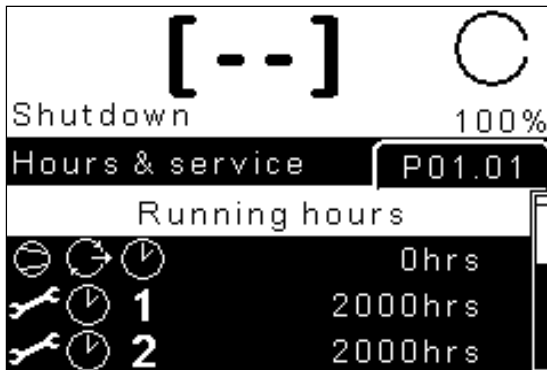 [--]
Shutdown 100%
Hours & service P01.01
Running hours
0hrs
1 2000hrs
2 2000hrs